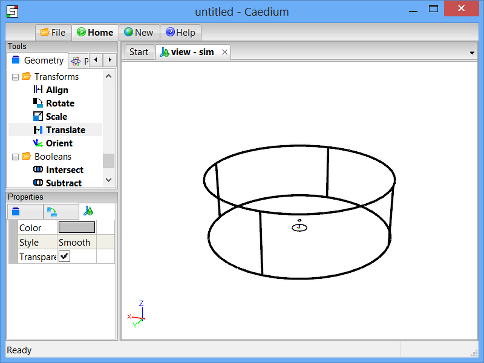 untitled - Caedium
File Home New Help
Tools
Geometry
Start view - sim
Transforms
Align
Rotate
Scale
Translate
Orient
Booleans
Intersect
Subtract
Properties
Color
Style Smooth
Transpare
Z
X
Y
Ready